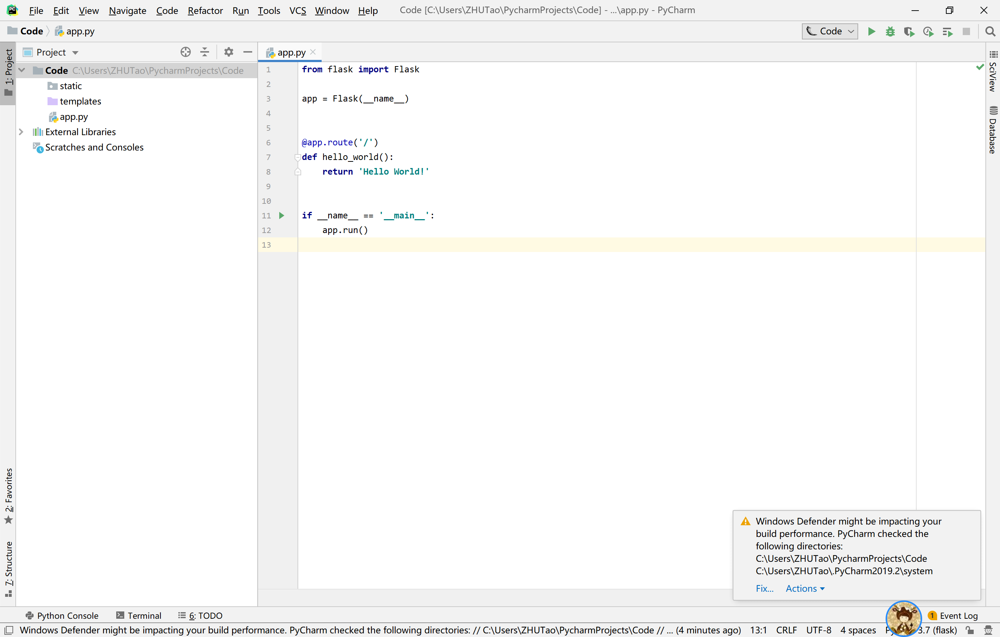 File Edit View Navigate Code Refactor Run Tools VCS Window Help Code [C:\Users\ZHUTao\PycharmProjects\Code] - ...\app.py - PyCharm
Code app.py Code
1: Project
Project
app.py
Code C:\Users\ZHUTao\PycharmProjects\Code
static
templates
app.py
External Libraries
Scratches and Consoles
1 from flask import Flask
2
3 app = Flask(__name__)
4
5
6 @app.route('/')
7 def hello_world():
8 return 'Hello World!'
9
10
11 if __name__ == '__main__':
12 app.run()
13
SciView
Database
2: Favorites
7: Structure
Windows Defender might be impacting your
build performance. PyCharm checked the
following directories:
C:\Users\ZHUTao\PycharmProjects\Code
C:\Users\ZHUTao\.PyCharm2019.2\system
Fix... Actions
Python Console Terminal 6: TODO 1 Event Log
Windows Defender might be impacting your build performance. PyCharm checked the following directories: // C:\Users\ZHUTao\PycharmProjects\Code // ... (4 minutes ago) 13:1 CRLF UTF-8 4 spaces 3.7 (flask)